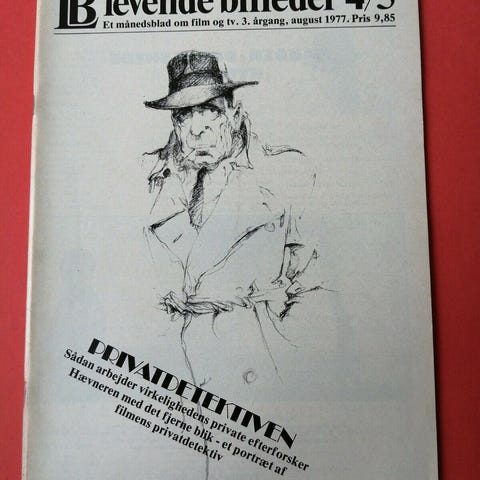 LB levende billeder 4/5
Et månedsblad om film og tv. 3. årgang, august 1977. Pris 9,85
PRIVATDETEKTIVEN
Sådan arbejder virkelighedens private efterforsker
Hævneren med det fjerne blik - et portræt af
filmens privatdetektiv